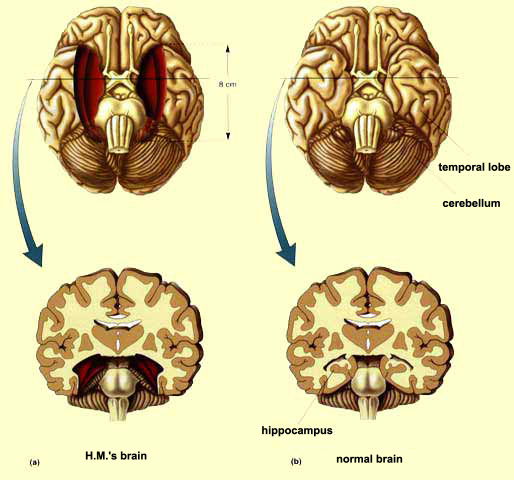 8 cm
temporal lobe
cerebellum
hippocampus
(a)
H.M.'s brain
(b)
normal brain